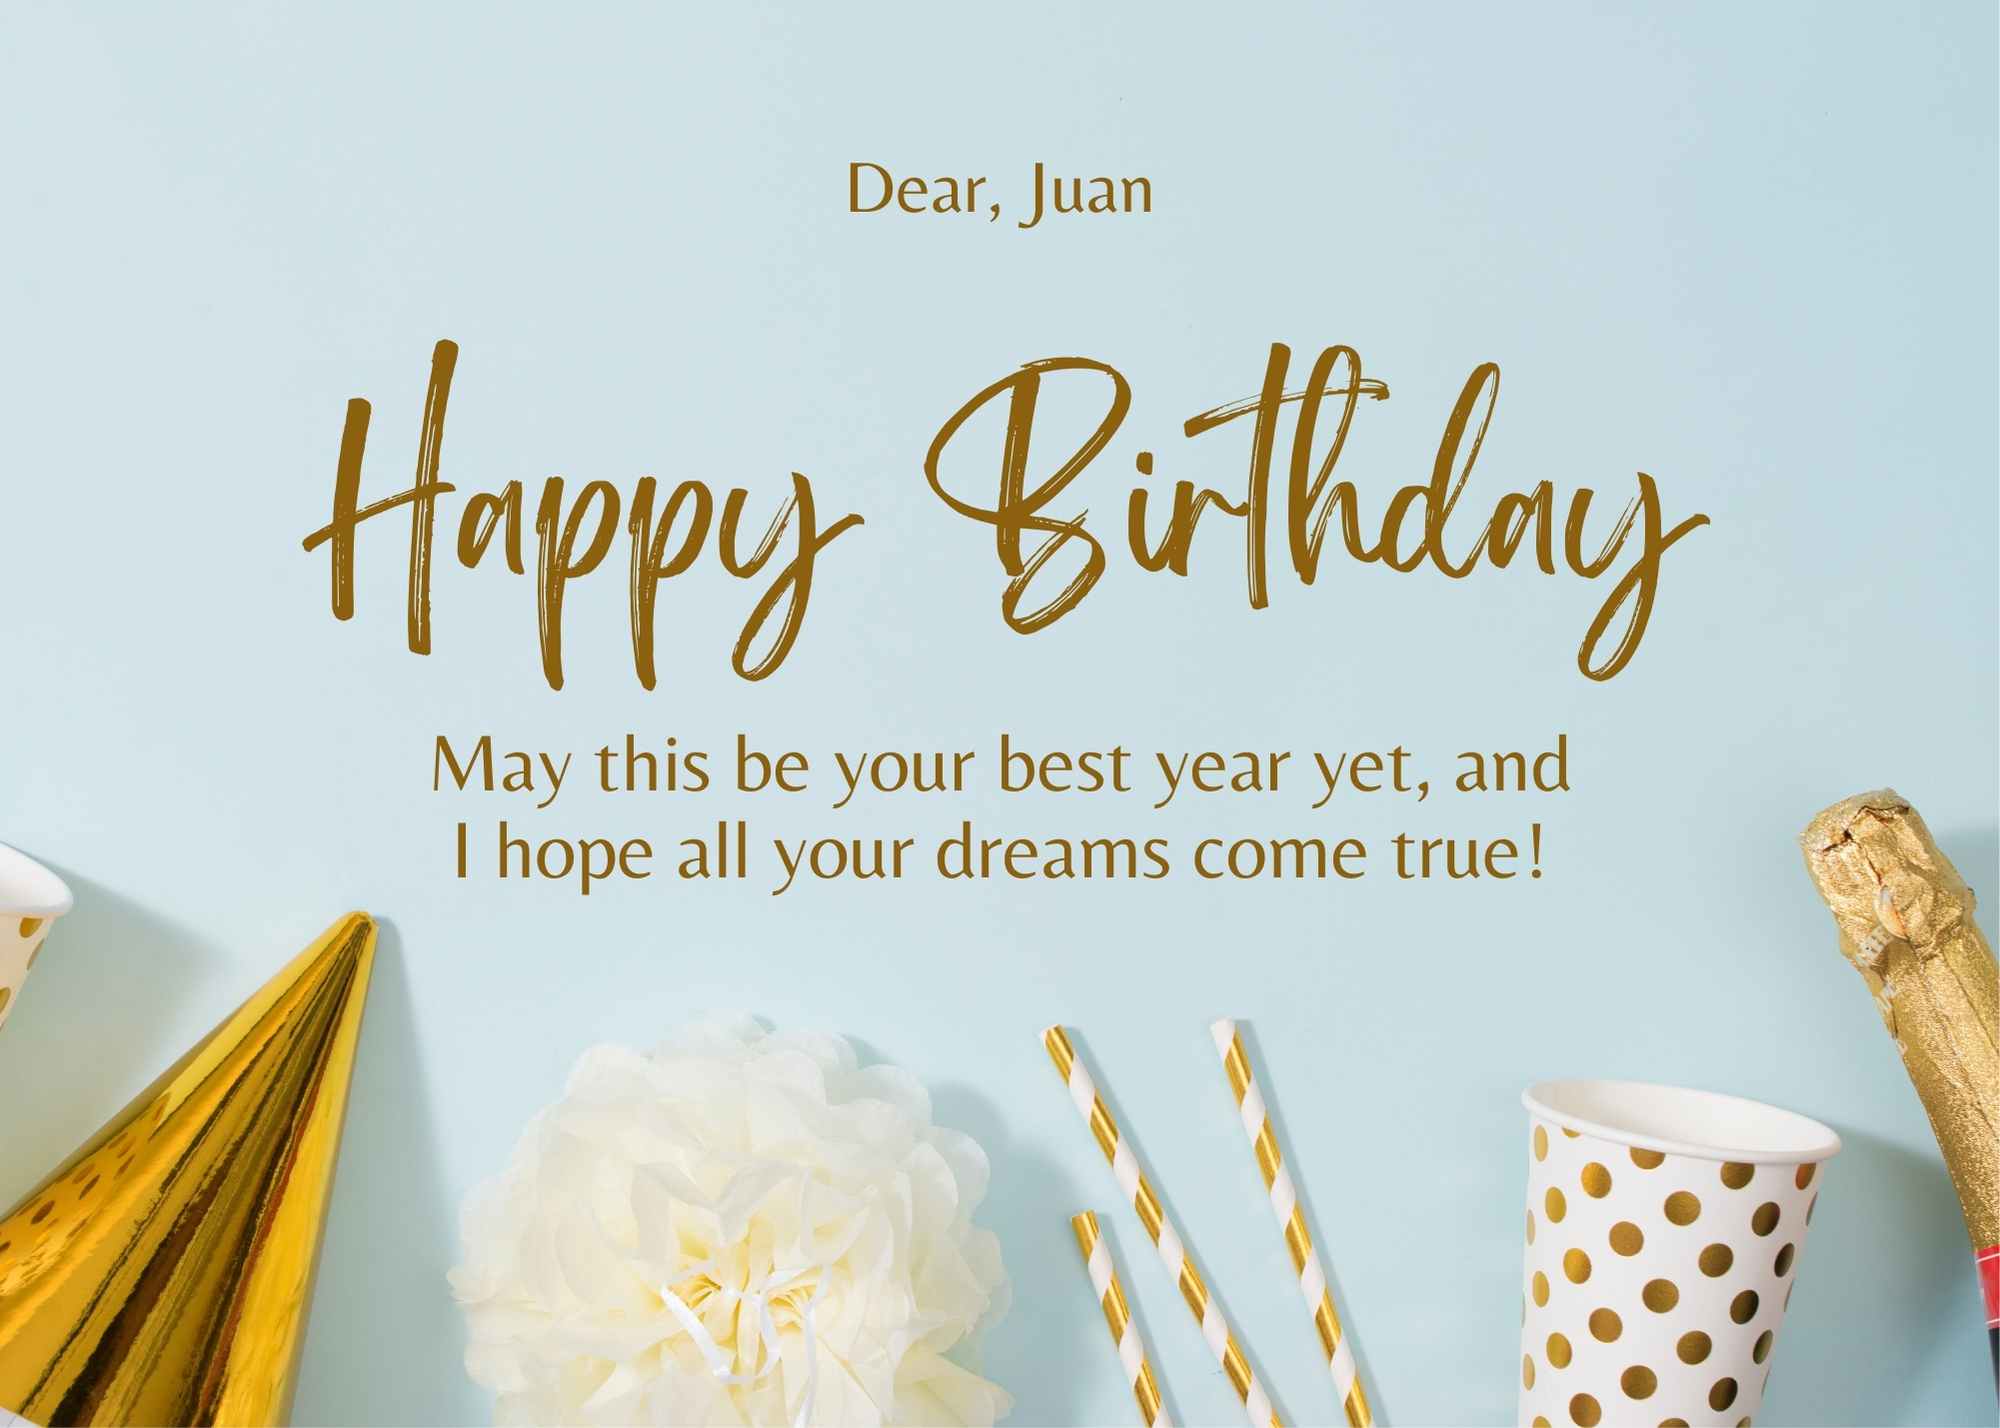 Dear, Juan
Happy Birthday
May this be your best year yet, and
I hope all your dreams come true!